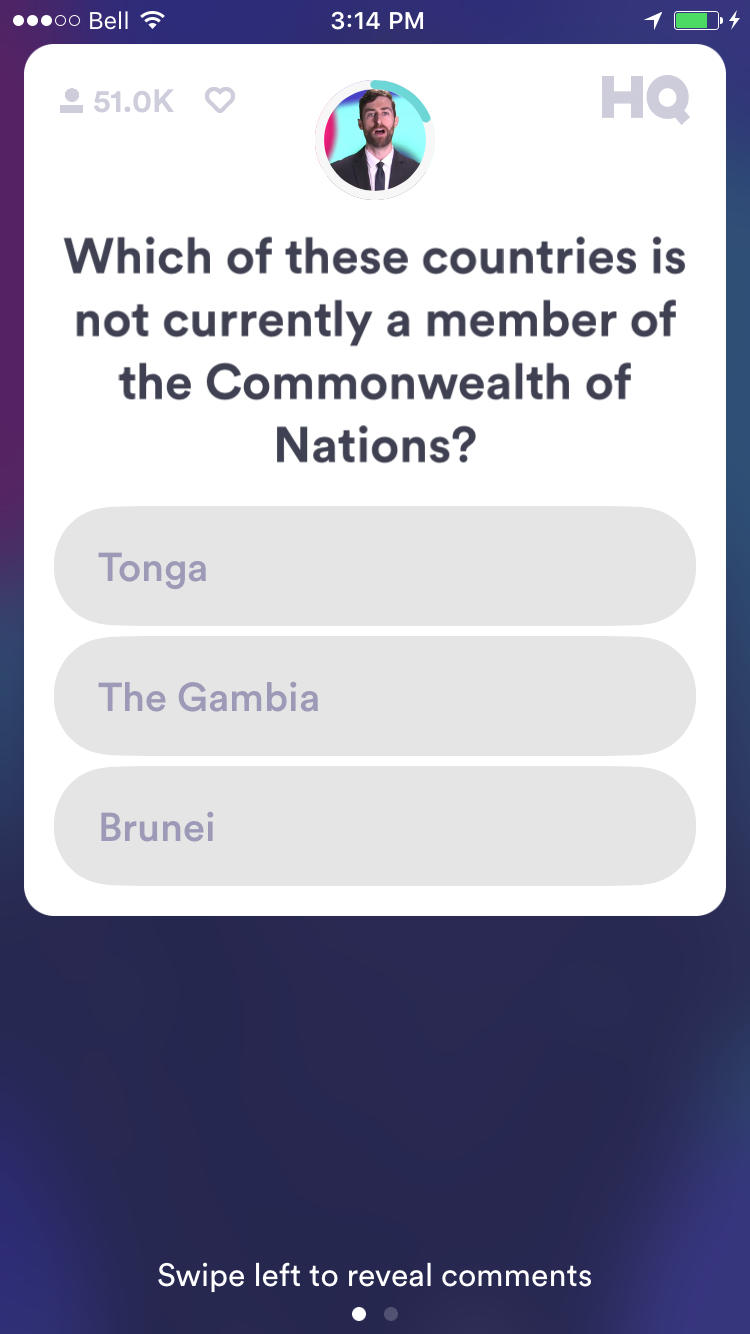 Bell 3:14 PM
51.0K HQ
Which of these countries is
not currently a member of
the Commonwealth of
Nations?
Tonga
The Gambia
Brunei
Swipe left to reveal comments